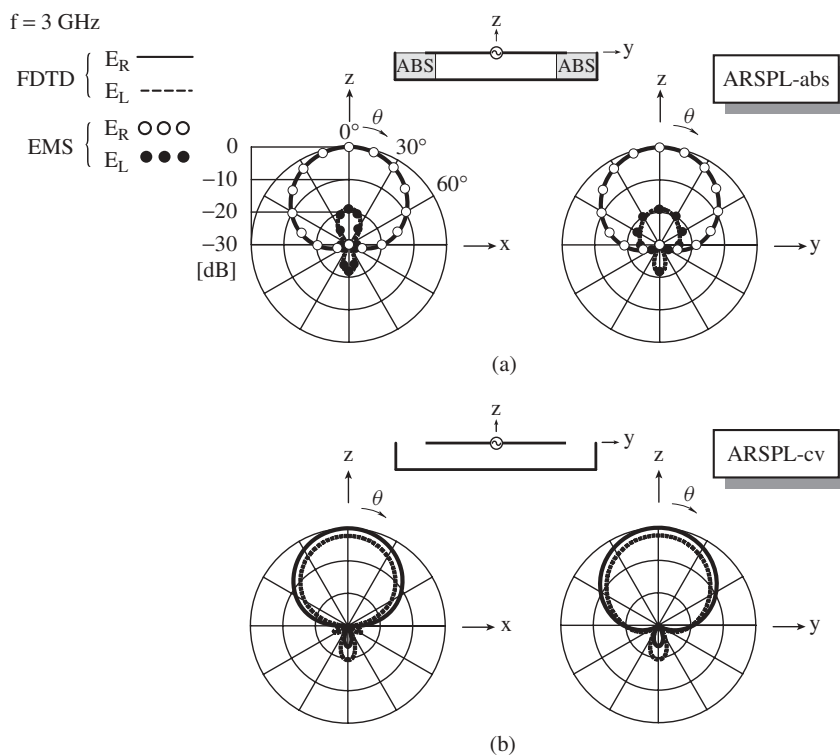 f = 3 GHz
FDTD { E_R
E_L
EMS { E_R
E_L
z
y
ABS ABS
ARSPL-abs
z
θ
0°
30°
60°
0
−10
−20
−30
[dB]
x
z
θ
y
(a)
z
y
ARSPL-cv
z
θ
x
z
θ
y
(b)